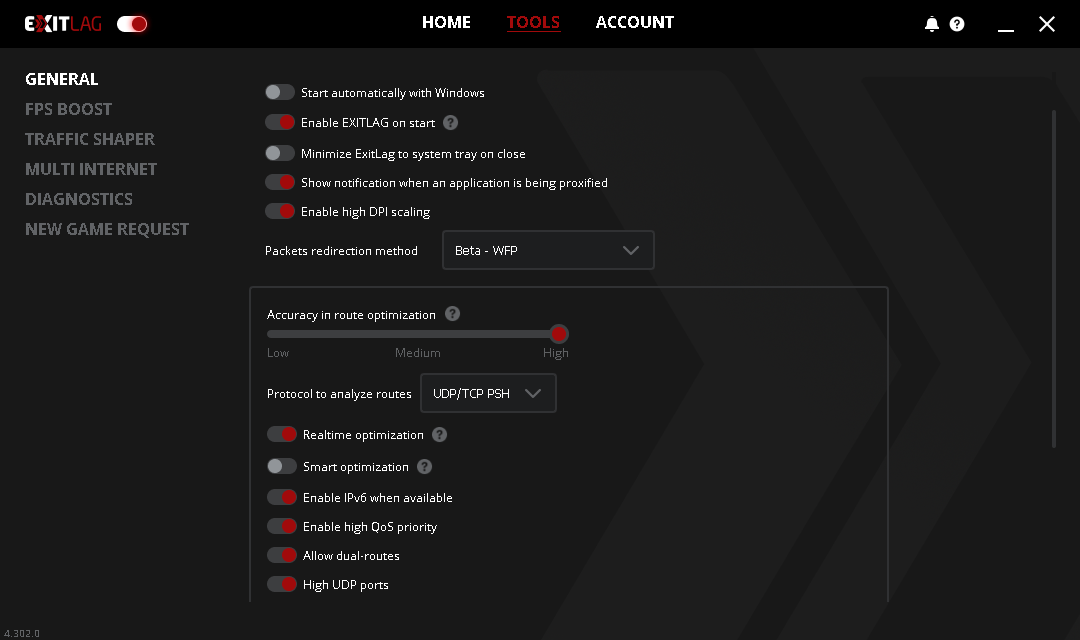 EXITLAG
HOME TOOLS ACCOUNT
GENERAL
FPS BOOST
TRAFFIC SHAPER
MULTI INTERNET
DIAGNOSTICS
NEW GAME REQUEST
Start automatically with Windows
Enable EXITLAG on start ?
Minimize ExitLag to system tray on close
Show notification when an application is being proxified
Enable high DPI scaling
Packets redirection method Beta - WFP
Accuracy in route optimization ?
Low Medium High
Protocol to analyze routes UDP/TCP PSH
Realtime optimization ?
Smart optimization ?
Enable IPv6 when available
Enable high QoS priority
Allow dual-routes
High UDP ports
4.302.0